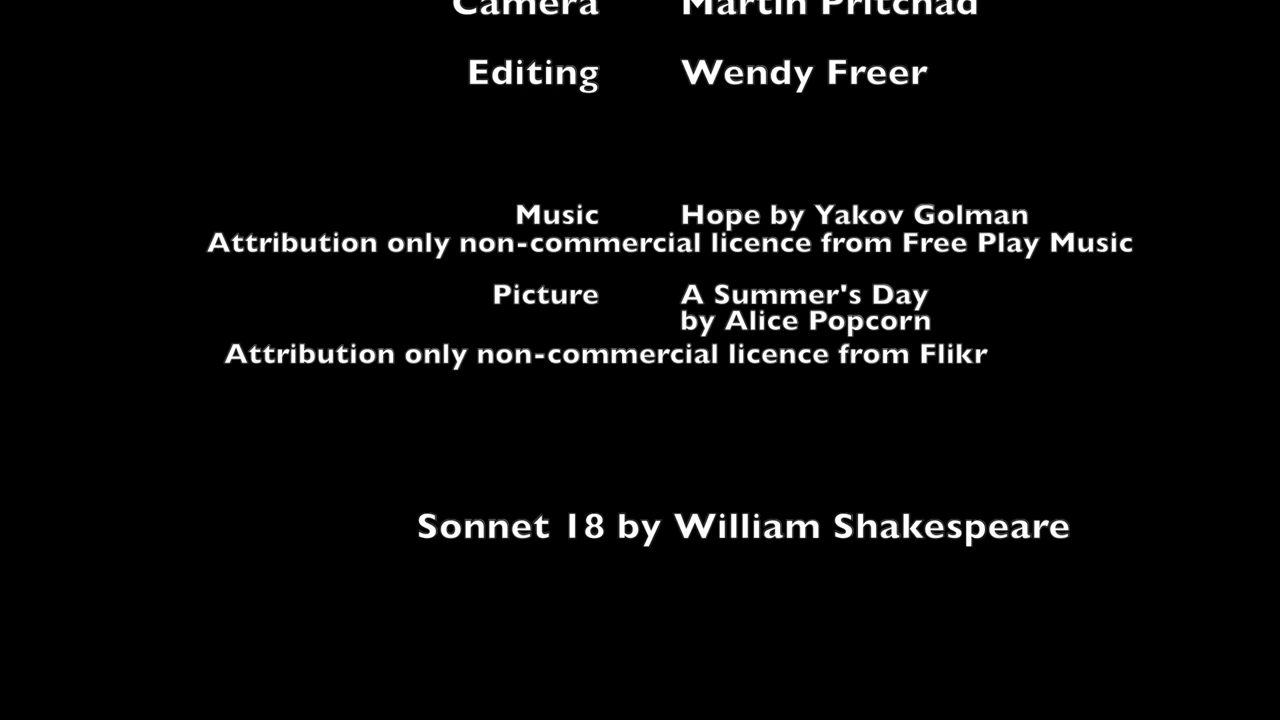 Camera Martin Pritchad
Editing Wendy Freer
Music Hope by Yakov Golman
Attribution only non-commercial licence from Free Play Music
Picture A Summer's Day
by Alice Popcorn
Attribution only non-commercial licence from Flikr
Sonnet 18 by William Shakespeare